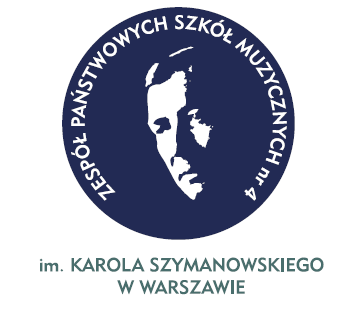 ZESPÓŁ PAŃSTWOWYCH SZKÓŁ MUZYCZNYCH nr 4
im. KAROLA SZYMANOWSKIEGO
W WARSZAWIE